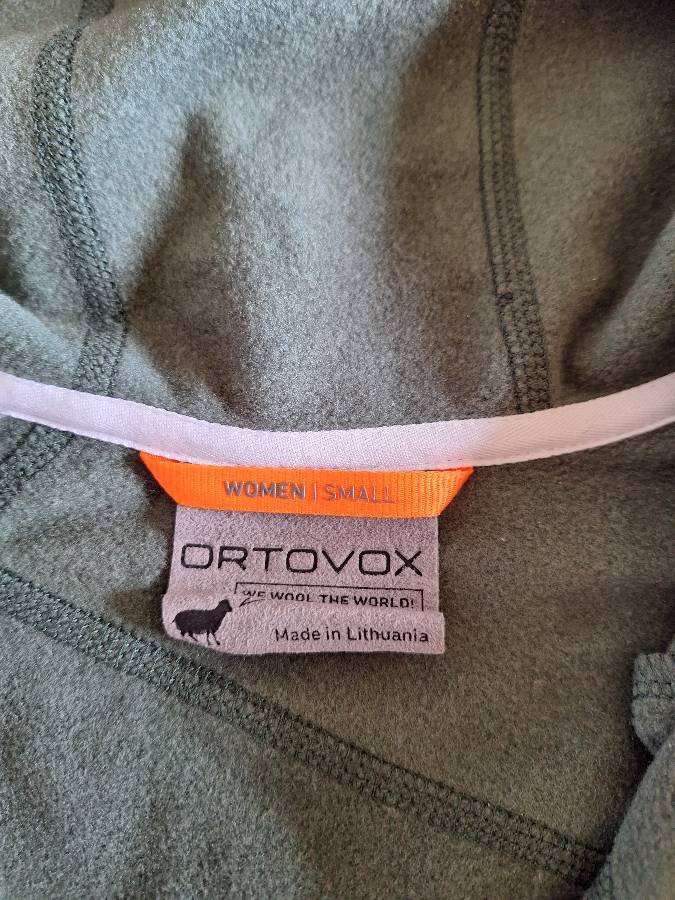 WOMEN | SMALL
ORTOVOX
WE WOOL THE WORLD!
Made in Lithuania